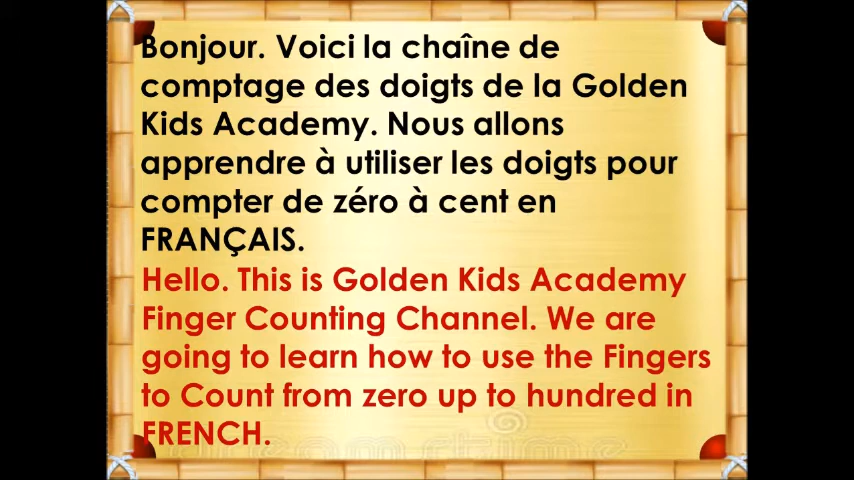 Bonjour. Voici la chaîne de
comptage des doigts de la Golden
Kids Academy. Nous allons
apprendre à utiliser les doigts pour
compter de zéro à cent en
FRANÇAIS.
Hello. This is Golden Kids Academy
Finger Counting Channel. We are
going to learn how to use the Fingers
to Count from zero up to hundred in
FRENCH.